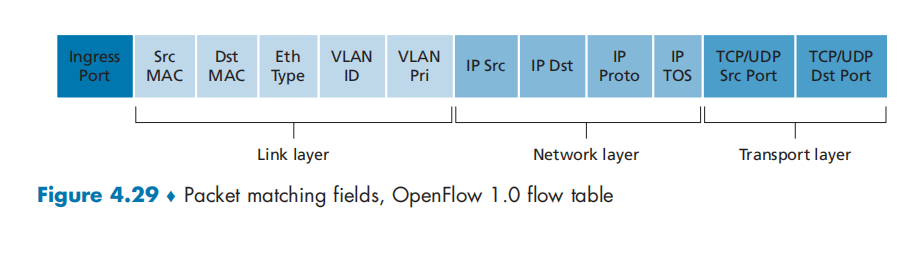 Ingress Port
Src MAC
Dst MAC
Eth Type
VLAN ID
VLAN Pri
IP Src
IP Dst
IP Proto
IP TOS
TCP/UDP Src Port
TCP/UDP Dst Port
Link layer
Network layer
Transport layer
Figure 4.29 ♦ Packet matching fields, OpenFlow 1.0 flow table